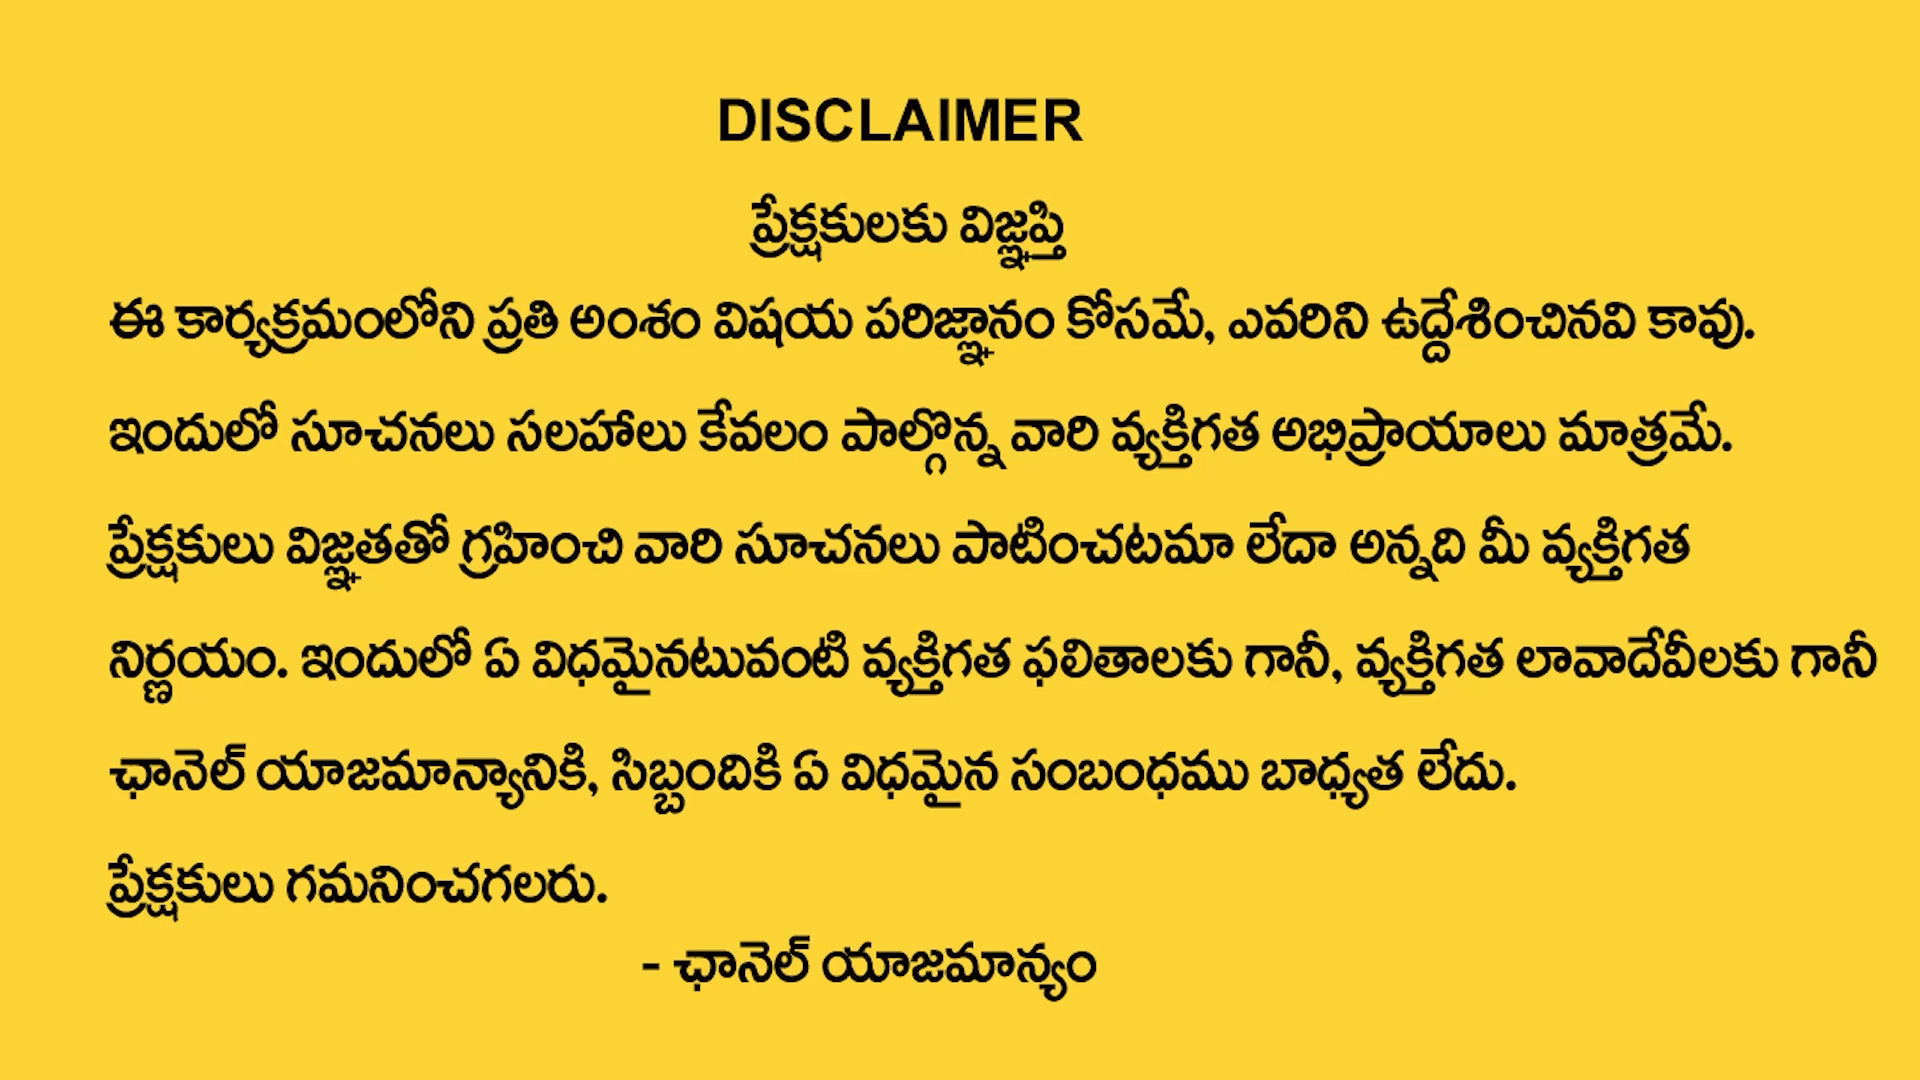 DISCLAIMER
ప్రేక్షకులకు విజ్ఞప్తి
ఈ కార్యక్రమంలోని ప్రతి అంశం విషయ పరిజ్ఞానం కోసమే, ఎవరిని ఉద్దేశించినవి కావు.
ఇందులో సూచనలు సలహాలు కేవలం పాల్గొన్న వారి వ్యక్తిగత అభిప్రాయాలు మాత్రమే.
ప్రేక్షకులు విజ్ఞతతో గ్రహించి వారి సూచనలు పాటించటమా లేదా అన్నది మీ వ్యక్తిగత
నిర్ణయం. ఇందులో ఏ విధమైనటువంటి వ్యక్తిగత ఫలితాలకు గానీ, వ్యక్తిగత లావాదేవీలకు గానీ
ఛానెల్ యాజమాన్యానికి, సిబ్బందికి ఏ విధమైన సంబంధము బాధ్యత లేదు.
ప్రేక్షకులు గమనించగలరు.
- ఛానెల్ యాజమాన్యం